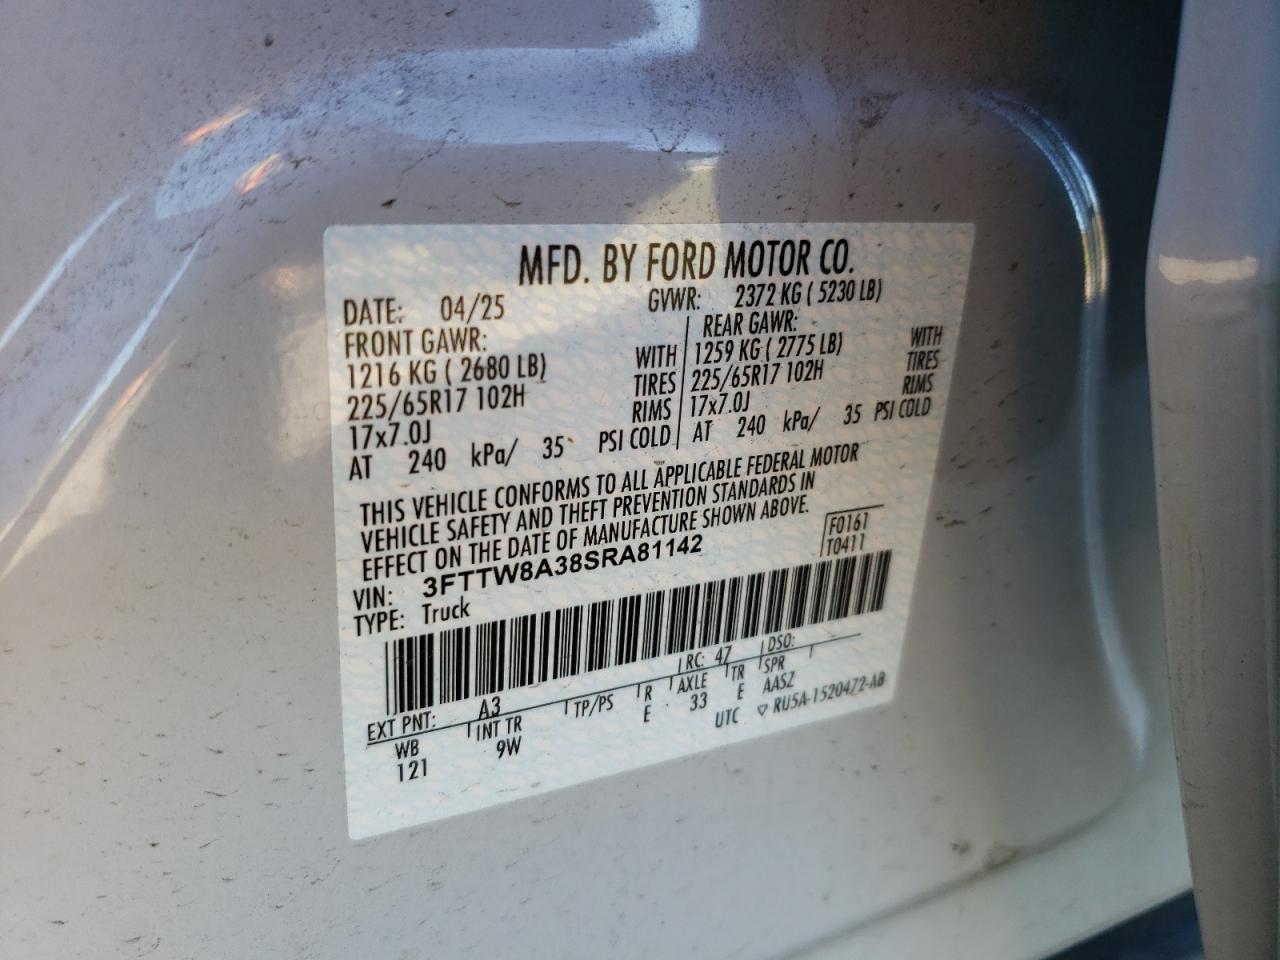 MFD. BY FORD MOTOR CO.
DATE: 04/25 GVWR: 2372 KG ( 5230 LB)
FRONT GAWR: REAR GAWR:
1216 KG ( 2680 LB) WITH 1259 KG ( 2775 LB) WITH
225/65R17 102H TIRES 225/65R17 102H TIRES
17x7.0J RIMS 17x7.0J RIMS
AT 240 kPa/ 35 PSI COLD AT 240 kPa/ 35 PSI COLD
THIS VEHICLE CONFORMS TO ALL APPLICABLE FEDERAL MOTOR
VEHICLE SAFETY AND THEFT PREVENTION STANDARDS IN
EFFECT ON THE DATE OF MANUFACTURE SHOWN ABOVE.
F0161
T0411
VIN: 3FTTW8A38SRA81142
TYPE: Truck
EXT PNT: A3 RC: 47 DSO:
WB INT TR TP/PS R AXLE TR SPR
121 9W E 33 E AASZ
UTC ▽ RU5A-1520472-AB